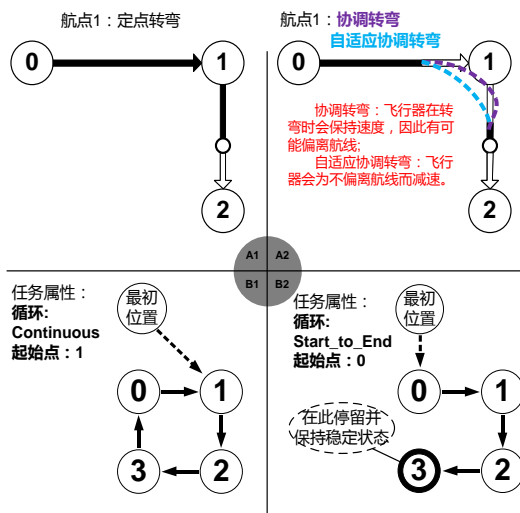 航点1：定点转弯
0
1
2
航点1：协调转弯
自适应协调转弯
0
1
协调转弯：飞行器在转
弯时会保持速度，因此有可
能偏离航线;
自适应协调转弯：飞行
器会为不偏离航线而减速。
2
A1
A2
B1
B2
任务属性：
循环:
Continuous
起始点：1
最初
位置
0
1
3
2
任务属性：
循环:
Start_to_End
起始点：0
最初
位置
0
1
在此停留并
保持稳定状态
3
2